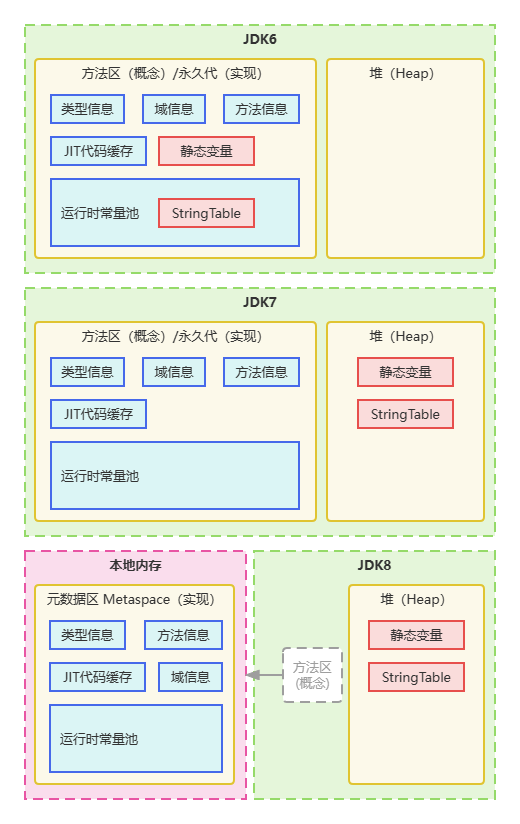 JDK6
方法区（概念）/永久代（实现）
堆（Heap）
类型信息
域信息
方法信息
JIT代码缓存
静态变量
运行时常量池
StringTable
JDK7
方法区（概念）/永久代（实现）
堆（Heap）
类型信息
域信息
方法信息
静态变量
JIT代码缓存
StringTable
运行时常量池
本地内存
JDK8
元数据区 Metaspace（实现）
堆（Heap）
类型信息
方法信息
静态变量
JIT代码缓存
域信息
方法区
(概念)
StringTable
运行时常量池